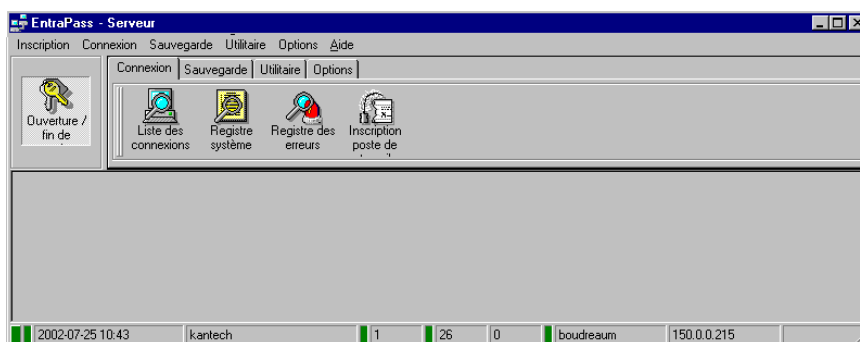 EntraPass - Serveur
Inscription Connexion Sauvegarde Utilitaire Options Aide
Connexion Sauvegarde Utilitaire Options
Ouverture /
fin de
Liste des
connexions
Registre
système
Registre des
erreurs
Inscription
poste de
2002-07-25 10:43 kantech 1 26 0 boudreaum 150.0.0.215